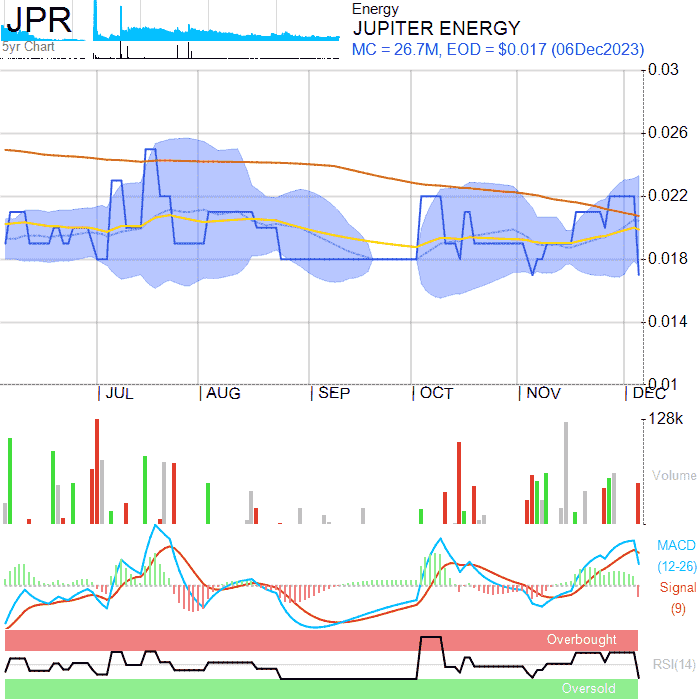 JPR
5yr Chart
Energy
JUPITER ENERGY
MC = 26.7M, EOD = $0.017 (06Dec2023)
0.03
0.026
0.022
0.018
0.014
0.01
JUL
AUG
SEP
OCT
NOV
DEC
128k
Volume
MACD
(12-26)
Signal
(9)
Overbought
RSI(14)
Oversold